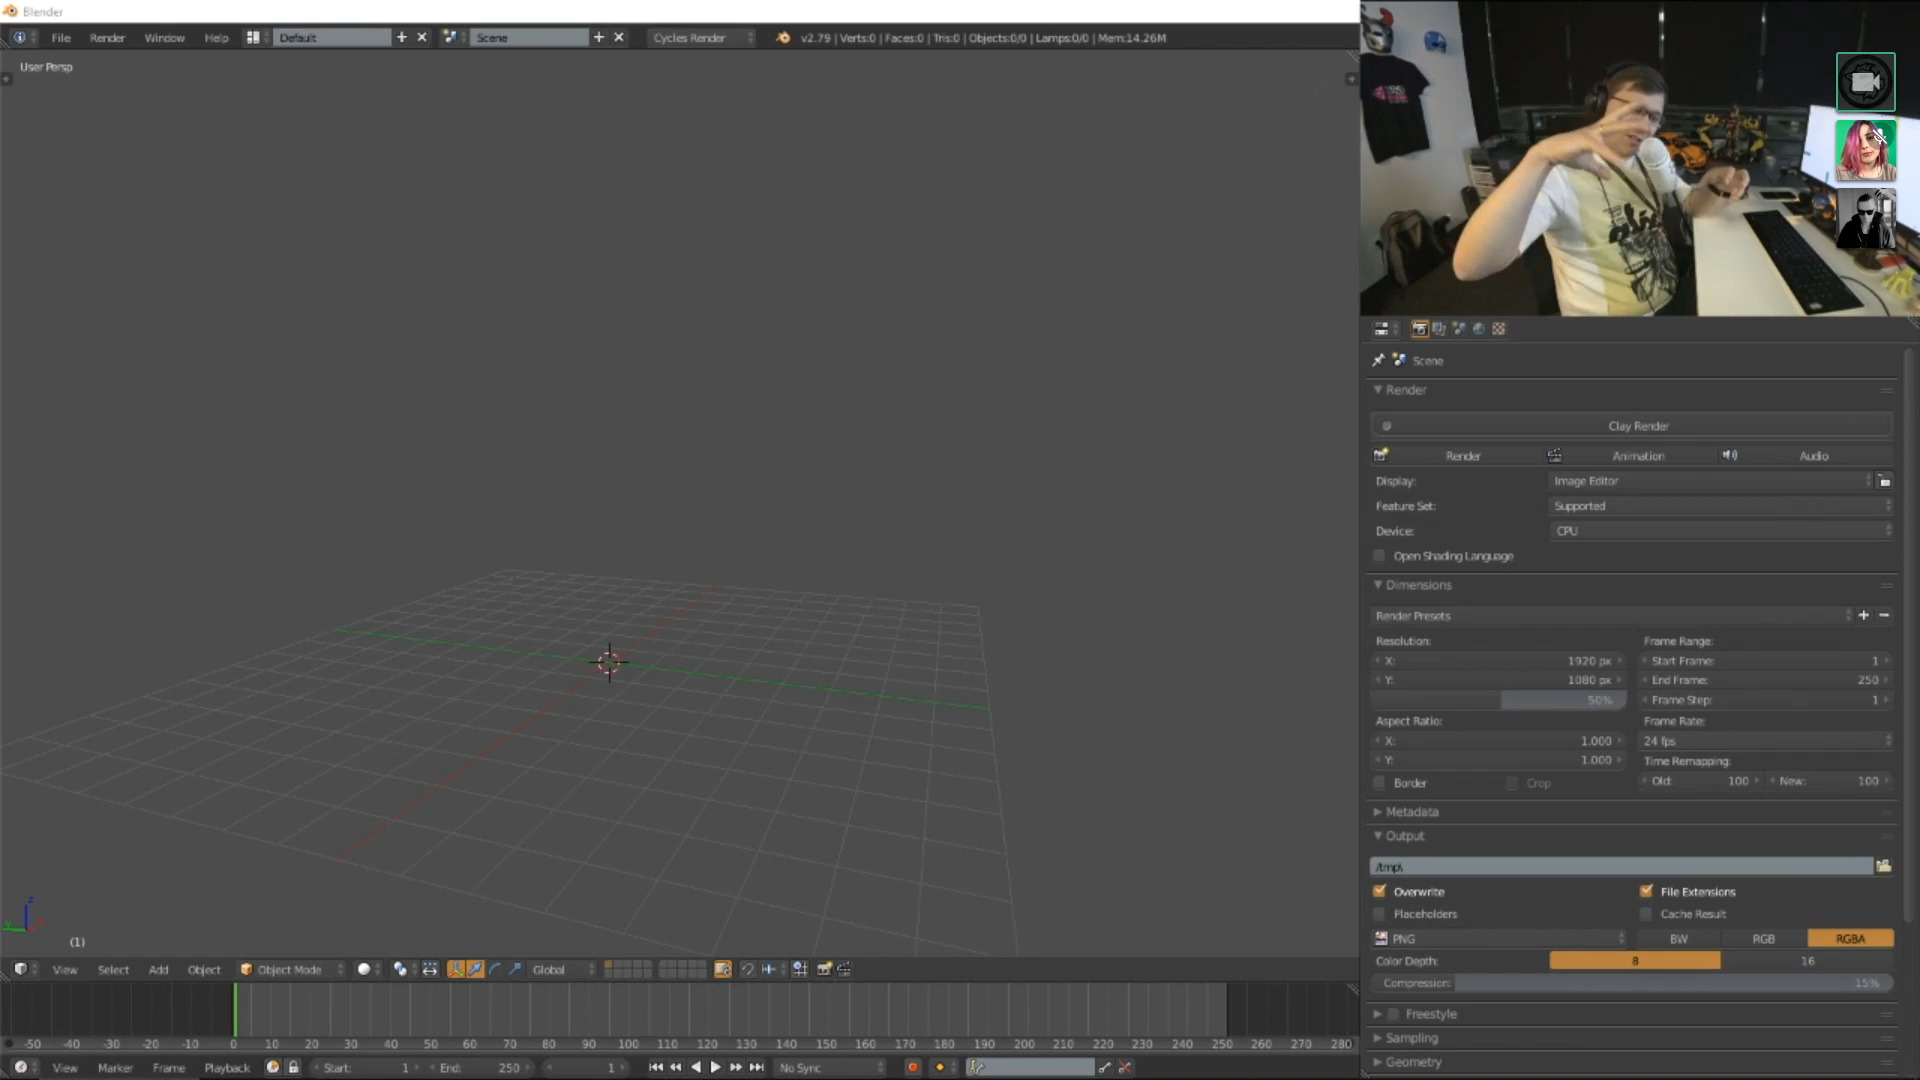 Blender
File Render Window Help Default Scene Cycles Render v2.79 | Verts:0 | Faces:0 | Tris:0 | Objects:0/0 | Lamps:0/0 | Mem:14.26M
User Persp
(1)
View Select Add Object Object Mode Global
-50 -40 -30 -20 -10 0 10 20 30 40 50 60 70 80 90 100 110 120 130 140 150 160 170 180 190 200 210 220 230 240 250 260 270 280
View Marker Frame Playback Start: 1 End: 250 1 No Sync
Scene
Render
Clay Render
Render Animation Audio
Display: Image Editor
Feature Set: Supported
Device: CPU
Open Shading Language
Dimensions
Render Presets
Resolution: Frame Range:
X: 1920 px Start Frame: 1
Y: 1080 px End Frame: 250
50% Frame Step: 1
Aspect Ratio: Frame Rate:
X: 1.000 24 fps
Y: 1.000 Time Remapping:
Border Crop Old: 100 New: 100
Metadata
Output
/tmp\
Overwrite File Extensions
Placeholders Cache Result
PNG BW RGB RGBA
Color Depth: 8 16
Compression: 15%
Freestyle
Sampling
Geometry